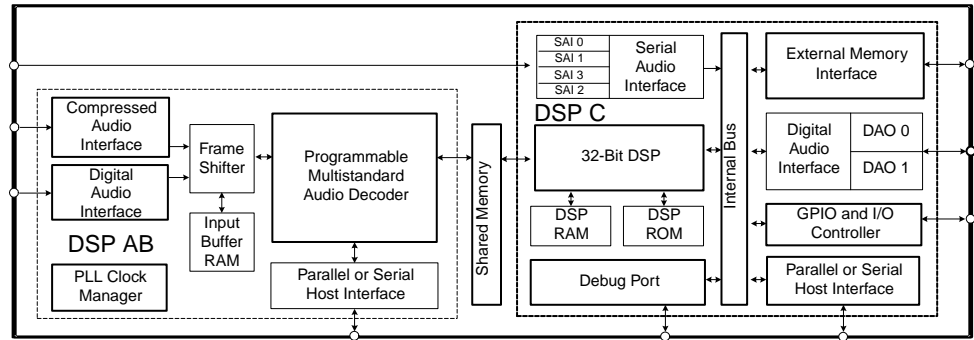 Compressed
Audio
Interface
Digital
Audio
Interface
DSP AB
PLL Clock
Manager
Frame
Shifter
Input
Buffer
RAM
Programmable
Multistandard
Audio Decoder
Parallel or Serial
Host Interface
Shared Memory
SAI 0
SAI 1
SAI 3
SAI 2
Serial
Audio
Interface
DSP C
32-Bit DSP
DSP
RAM
DSP
ROM
Debug Port
Internal Bus
External Memory
Interface
Digital
Audio
Interface
DAO 0
DAO 1
GPIO and I/O
Controller
Parallel or Serial
Host Interface